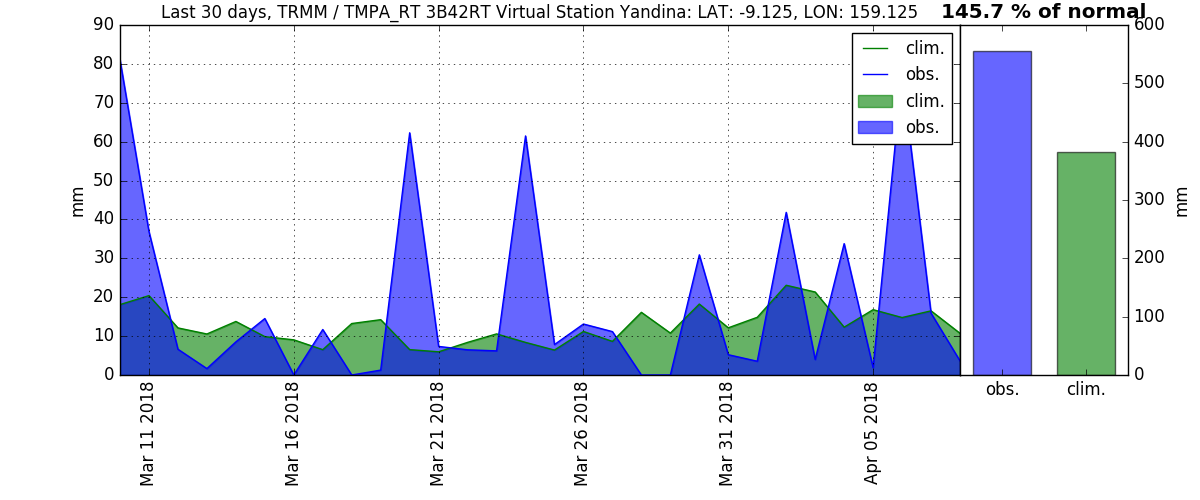 Last 30 days, TRMM / TMPA_RT 3B42RT Virtual Station Yandina: LAT: -9.125, LON: 159.125
145.7 % of normal
90
80
70
60
50
40
30
20
10
0
mm
clim.
obs.
clim.
obs.
600
500
400
300
200
100
0
mm
Mar 11 2018
Mar 16 2018
Mar 21 2018
Mar 26 2018
Mar 31 2018
Apr 05 2018
obs.
clim.